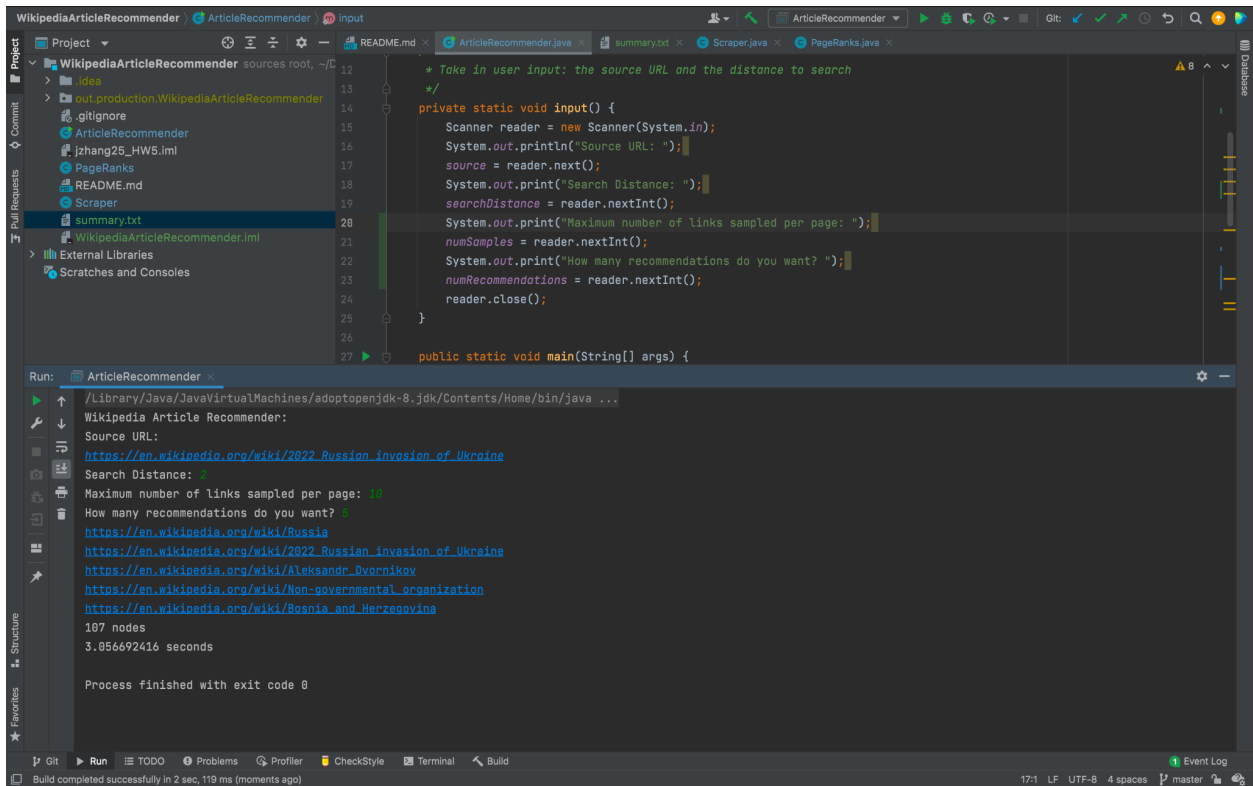 WikipediaArticleRecommender ArticleRecommender input ArticleRecommender Git:
Project README.md ArticleRecommender.java summary.txt Scraper.java PageRanks.java
Project
Commit
Pull Requests
Structure
Favorites
Database
WikipediaArticleRecommender sources root, ~/D
.idea
out.production.WikipediaArticleRecommender
.gitignore
ArticleRecommender
jzhang25_HW5.iml
PageRanks
README.md
Scraper
summary.txt
WikipediaArticleRecommender.iml
External Libraries
Scratches and Consoles
8
12 * Take in user input: the source URL and the distance to search
13 */
14 private static void input() {
15 Scanner reader = new Scanner(System.in);
16 System.out.println("Source URL: ");
17 source = reader.next();
18 System.out.print("Search Distance: ");
19 searchDistance = reader.nextInt();
20 System.out.print("Maximum number of links sampled per page: ");
21 numSamples = reader.nextInt();
22 System.out.print("How many recommendations do you want? ");
23 numRecommendations = reader.nextInt();
24 reader.close();
25 }
26
27 public static void main(String[] args) {
Run: ArticleRecommender
/Library/Java/JavaVirtualMachines/adoptopenjdk-8.jdk/Contents/Home/bin/java ...
Wikipedia Article Recommender:
Source URL:
https://en.wikipedia.org/wiki/2022_Russian_invasion_of_Ukraine
Search Distance: 2
Maximum number of links sampled per page: 10
How many recommendations do you want? 5
https://en.wikipedia.org/wiki/Russia
https://en.wikipedia.org/wiki/2022_Russian_invasion_of_Ukraine
https://en.wikipedia.org/wiki/Aleksandr_Dvornikov
https://en.wikipedia.org/wiki/Non-governmental_organization
https://en.wikipedia.org/wiki/Bosnia_and_Herzegovina
107 nodes
3.056692416 seconds
Process finished with exit code 0
Git Run TODO Problems Profiler CheckStyle Terminal Build 1 Event Log
Build completed successfully in 2 sec, 119 ms (moments ago) 17:1 LF UTF-8 4 spaces master